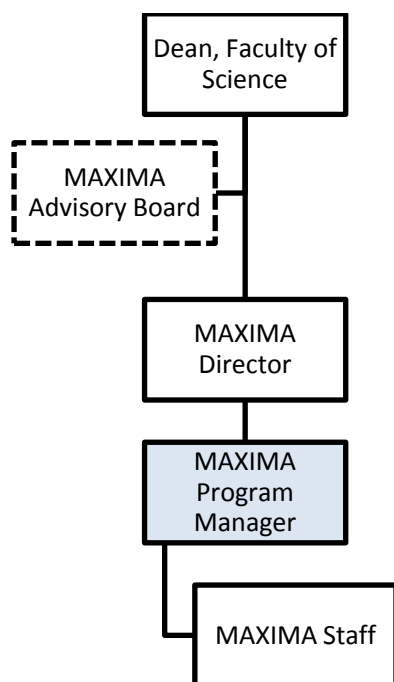 Dean, Faculty of
Science
MAXIMA
Advisory Board
MAXIMA
Director
MAXIMA
Program
Manager
MAXIMA Staff